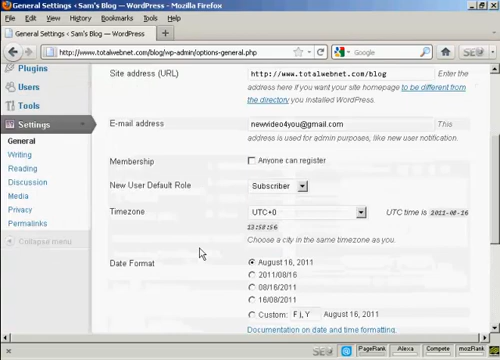 General Settings ‹ Sam's Blog — WordPress - Mozilla Firefox
File Edit View History Bookmarks Tools Help
General Settings ‹ Sam's Blog — WordPress
http://www.totalwebnet.com/blog/wp-admin/options-general.php
Google
Plugins
Users
Tools
Settings
General
Writing
Reading
Discussion
Media
Privacy
Permalinks
Collapse menu
Site address (URL) http://www.totalwebnet.com/blog Enter the
address here if you want your site homepage to be different from
the directory you installed WordPress.
E-mail address newvideo4you@gmail.com This
address is used for admin purposes, like new user notification.
Membership Anyone can register
New User Default Role Subscriber
Timezone UTC+0 UTC time is 2011-08-16
13:58:56
Choose a city in the same timezone as you.
Date Format August 16, 2011
2011/08/16
08/16/2011
16/08/2011
Custom: F j, Y August 16, 2011
Documentation on date and time formatting.
SEO PageRank Alexa Compete mozRank